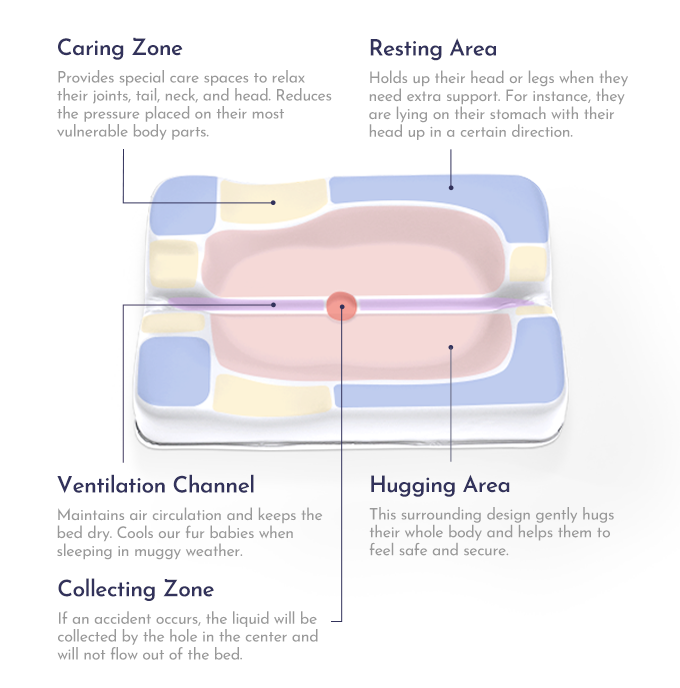 Caring Zone
Provides special care spaces to relax
their joints, tail, neck, and head. Reduces
the pressure placed on their most
vulnerable body parts.
Resting Area
Holds up their head or legs when they
need extra support. For instance, they
are lying on their stomach with their
head up in a certain direction.
Ventilation Channel
Maintains air circulation and keeps the
bed dry. Cools our fur babies when
sleeping in muggy weather.
Hugging Area
This surrounding design gently hugs
their whole body and helps them to
feel safe and secure.
Collecting Zone
If an accident occurs, the liquid will be
collected by the hole in the center and
will not flow out of the bed.